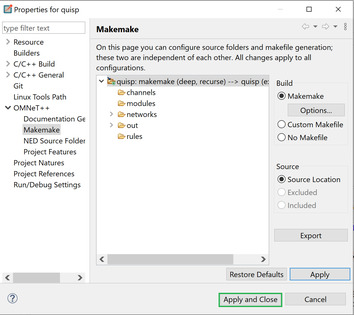 Properties for quisp
type filter text
Resource
Builders
C/C++ Build
C/C++ General
Git
Linux Tools Path
OMNeT++
Documentation Ge
Makemake
NED Source Folder
Project Features
Project Natures
Project References
Run/Debug Settings
Makemake
On this page you can configure source folders and makefile generation;
these two are independent of each other. All changes apply to all
configurations.
quisp: makemake (deep, recurse) --> quisp (e
channels
modules
networks
out
rules
Build
Makemake
Options...
Custom Makefile
No Makefile
Source
Source Location
Excluded
Included
Export
Restore Defaults
Apply
Apply and Close
Cancel